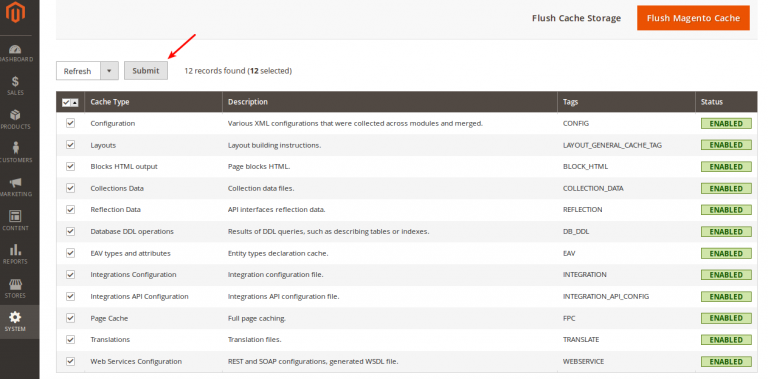 Flush Cache Storage Flush Magento Cache
Refresh Submit 12 records found (12 selected)
Cache Type Description Tags Status
Configuration Various XML configurations that were collected across modules and merged. CONFIG ENABLED
Layouts Layout building instructions. LAYOUT_GENERAL_CACHE_TAG ENABLED
Blocks HTML output Page blocks HTML. BLOCK_HTML ENABLED
Collections Data Collection data files. COLLECTION_DATA ENABLED
Reflection Data API interfaces reflection data. REFLECTION ENABLED
Database DDL operations Results of DDL queries, such as describing tables or indexes. DB_DDL ENABLED
EAV types and attributes Entity types declaration cache. EAV ENABLED
Integrations Configuration Integration configuration file. INTEGRATION ENABLED
Integrations API Configuration Integrations API configuration file. INTEGRATION_API_CONFIG ENABLED
Page Cache Full page caching. FPC ENABLED
Translations Translation files. TRANSLATE ENABLED
Web Services Configuration REST and SOAP configurations, generated WSDL file. WEBSERVICE ENABLED
DASHBOARD
SALES
PRODUCTS
CUSTOMERS
MARKETING
CONTENT
REPORTS
STORES
SYSTEM